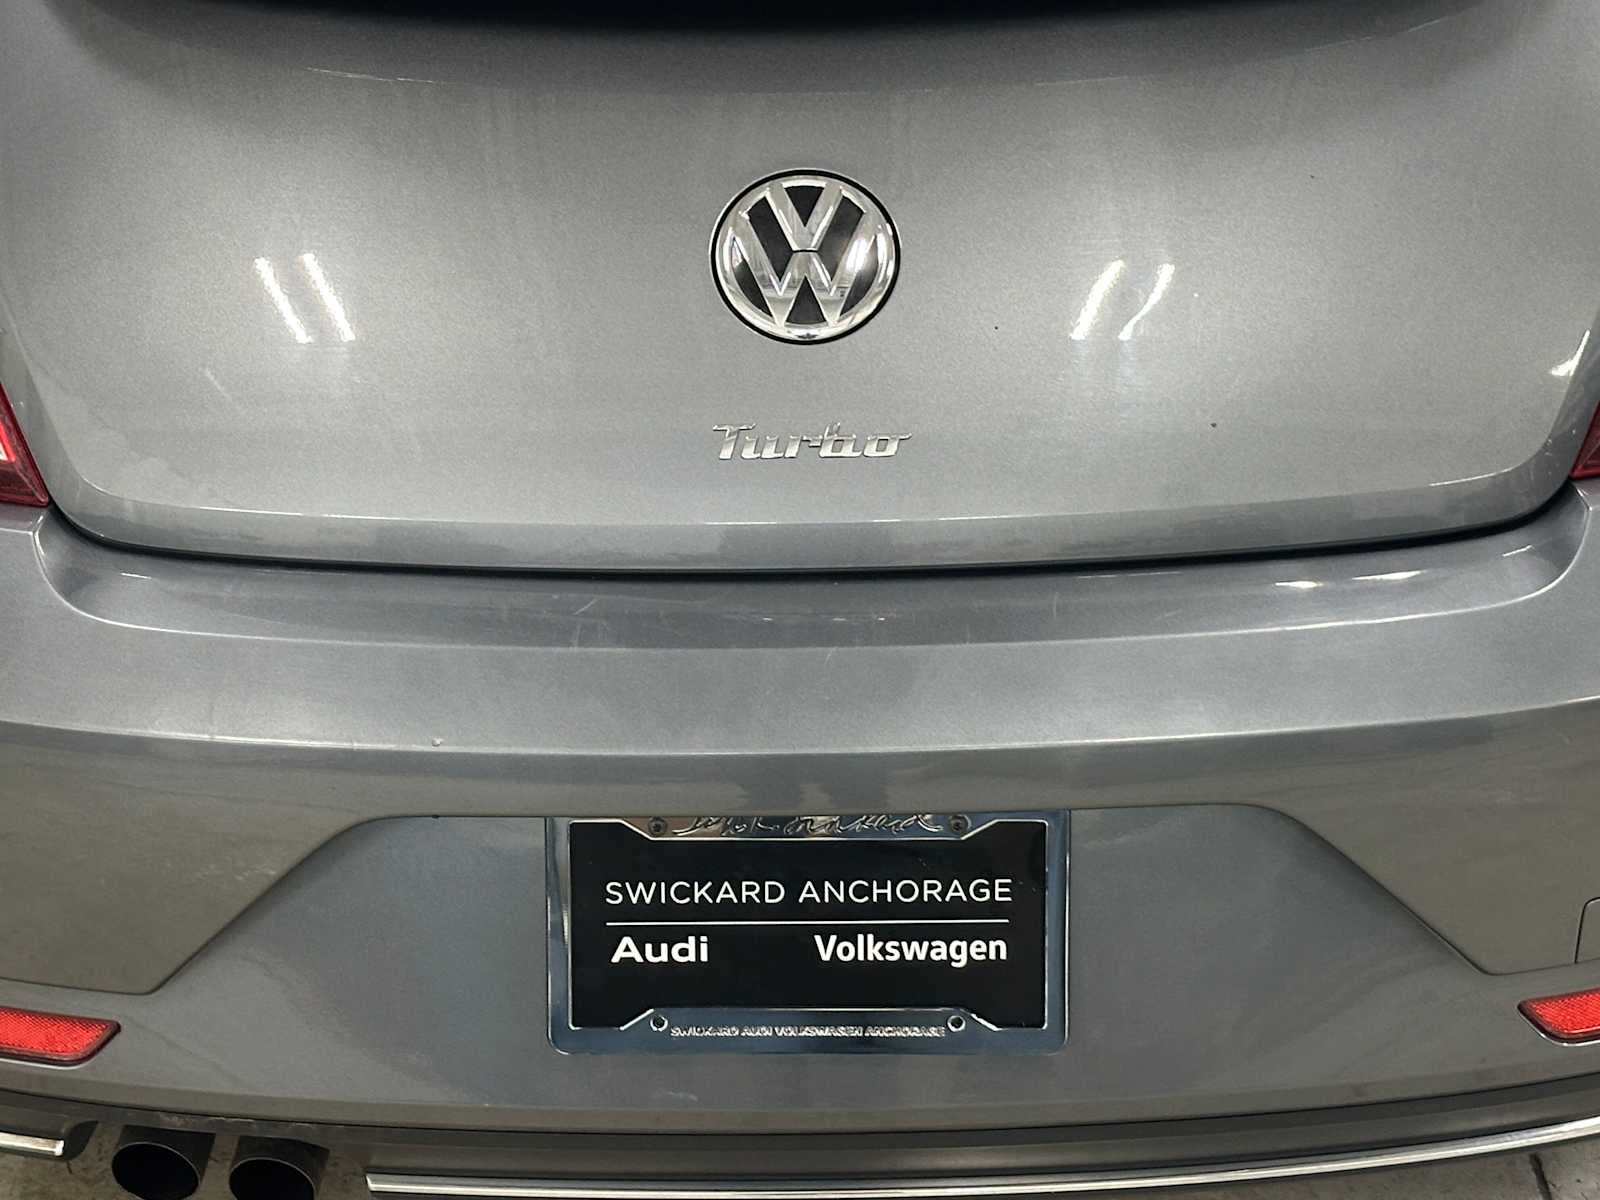 Turbo
SWICKARD ANCHORAGE
Audi Volkswagen
SWICKARD AUDI VOLKSWAGEN ANCHORAGE